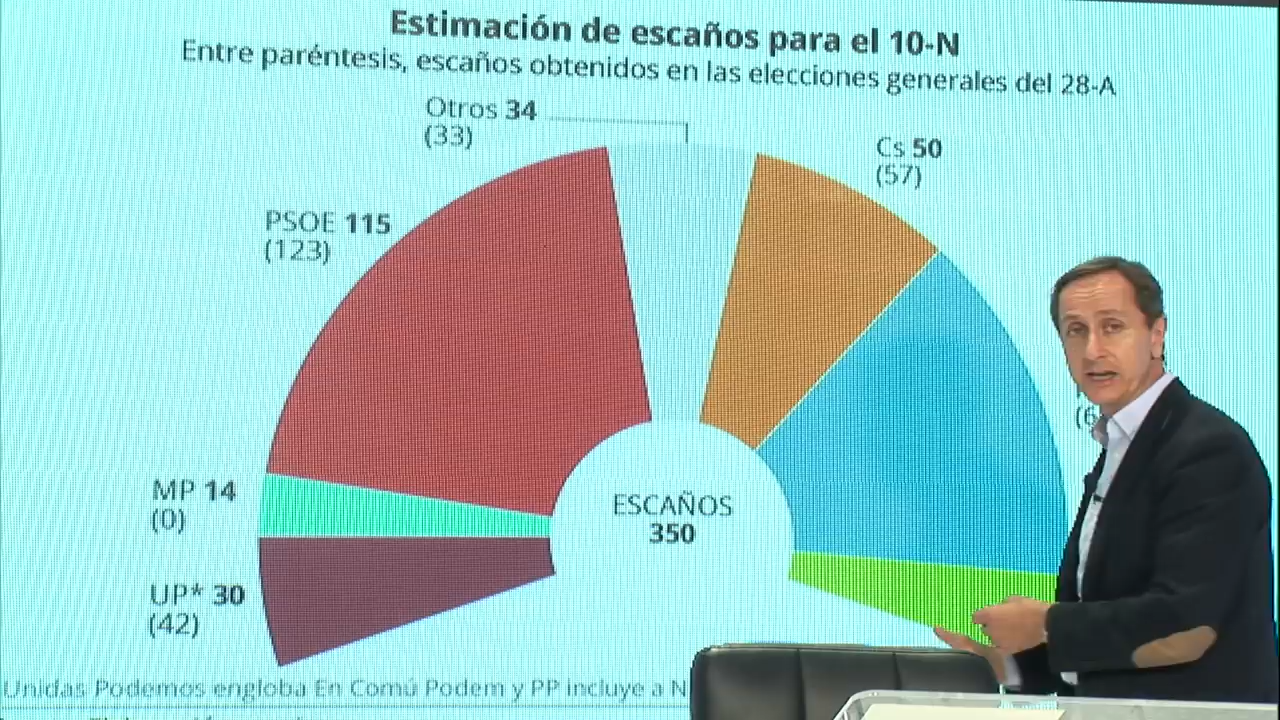 Estimación de escaños para el 10-N
Entre paréntesis, escaños obtenidos en las elecciones generales del 28-A
Otros 34
(33)
Cs 50
(57)
PSOE 115
(123)
(6
MP 14
(0)
ESCAÑOS
350
UP* 30
(42)
Unidas Podemos engloba En Comú Podem y PP incluye a N